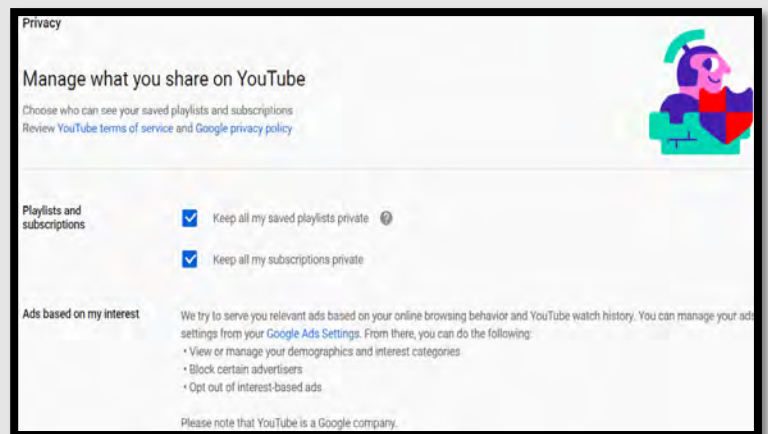 Privacy
Manage what you share on YouTube
Choose who can see your saved playlists and subscriptions
Review YouTube terms of service and Google privacy policy
Playlists and
subscriptions
Keep all my saved playlists private ?
Keep all my subscriptions private
Ads based on my interest
We try to serve you relevant ads based on your online browsing behavior and YouTube watch history. You can manage your ads
settings from your Google Ads Settings. From there, you can do the following:
• View or manage your demographics and interest categories
• Block certain advertisers
• Opt out of interest-based ads
Please note that YouTube is a Google company.